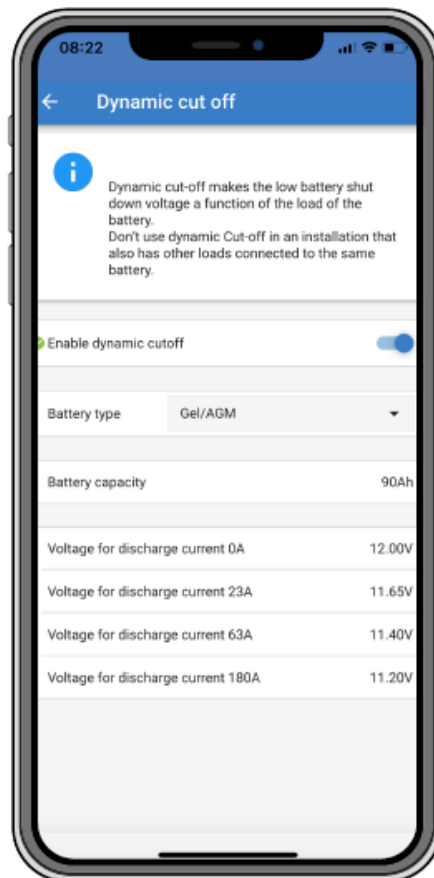 08:22
Dynamic cut off
Dynamic cut-off makes the low battery shut
down voltage a function of the load of the
battery.
Don't use dynamic Cut-off in an installation that
also has other loads connected to the same
battery.
Enable dynamic cutoff
Battery type Gel/AGM
Battery capacity 90Ah
Voltage for discharge current 0A 12.00V
Voltage for discharge current 23A 11.65V
Voltage for discharge current 63A 11.40V
Voltage for discharge current 180A 11.20V